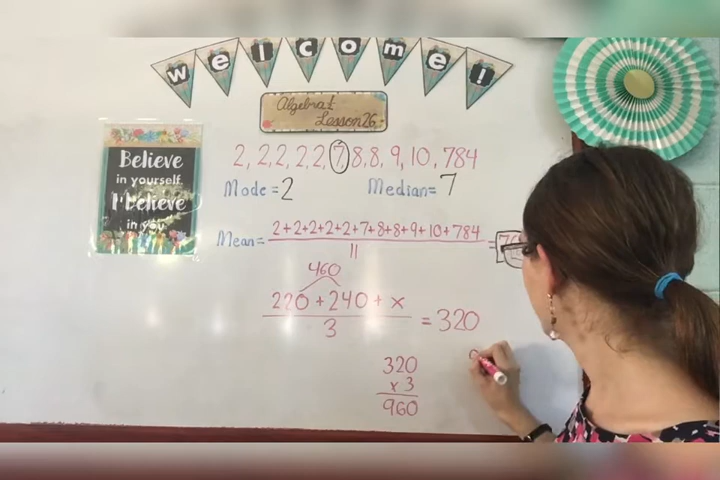 welcome!
Algebra 1
Lesson 26
Believe
in yourself.
I believe
in you
2, 2,2,2,2,7,8,8,9,10,784
Mode=2
Median=7
Mean= 2+2+2+2+2+7+8+8+9+10+784 =
11
460
220+240+x = 320
3
320
x 3
960